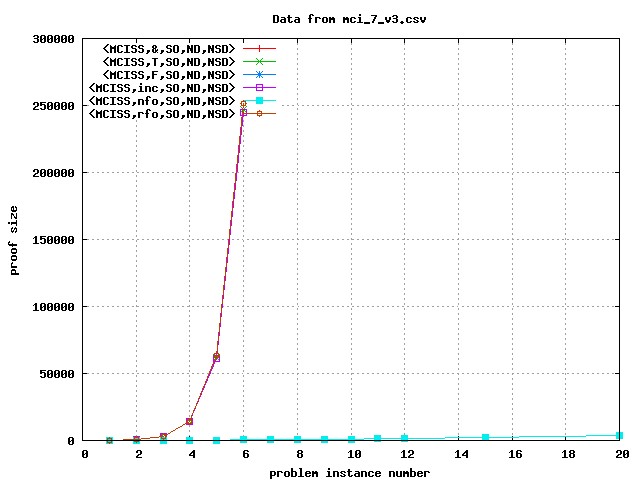 Data from mci_7_v3.csv
300000
250000
200000
150000
100000
50000
0
proof size
<MCISS,&,SO,ND,NSD>
<MCISS,T,SO,ND,NSD>
<MCISS,F,SO,ND,NSD>
<MCISS,inc,SO,ND,NSD>
<MCISS,nfo,SO,ND,NSD>
<MCISS,rfo,SO,ND,NSD>
0 2 4 6 8 10 12 14 16 18 20
problem instance number